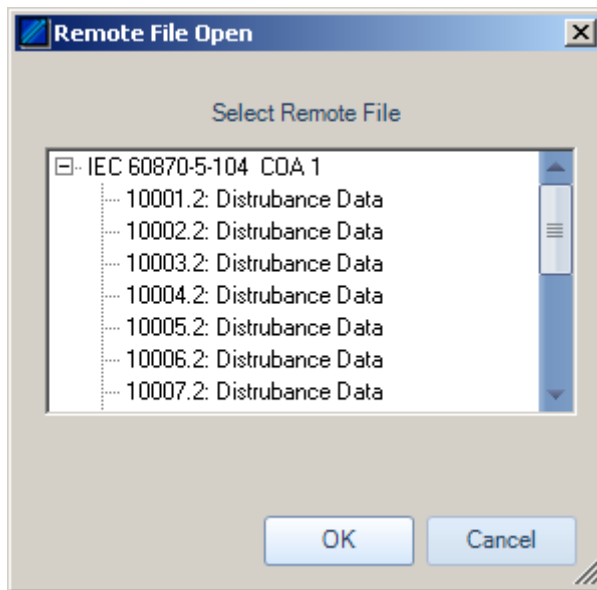 Remote File Open
Select Remote File
IEC 60870-5-104 COA 1
10001.2: Distrubance Data
10002.2: Distrubance Data
10003.2: Distrubance Data
10004.2: Distrubance Data
10005.2: Distrubance Data
10006.2: Distrubance Data
10007.2: Distrubance Data
OK Cancel